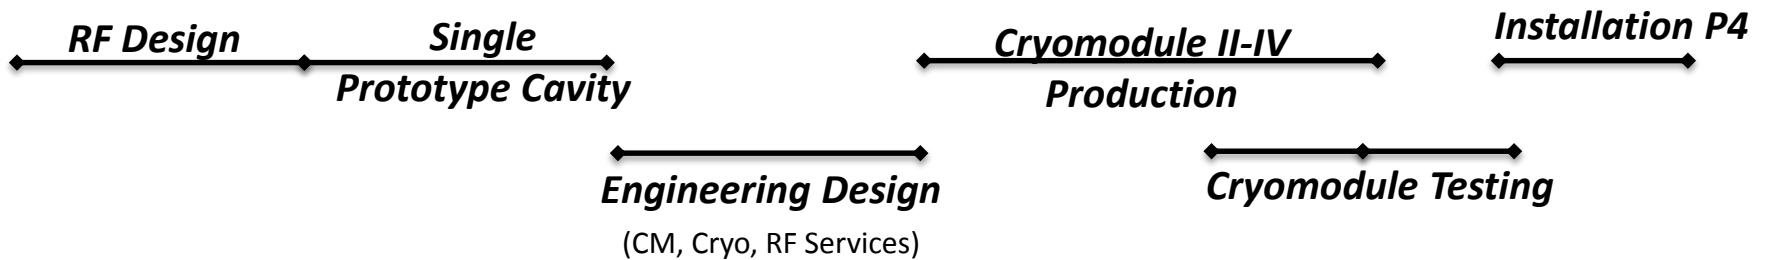 RF Design
Single
Prototype Cavity
Engineering Design
(CM, Cryo, RF Services)
Cryomodule II-IV
Production
Cryomodule Testing
Installation P4